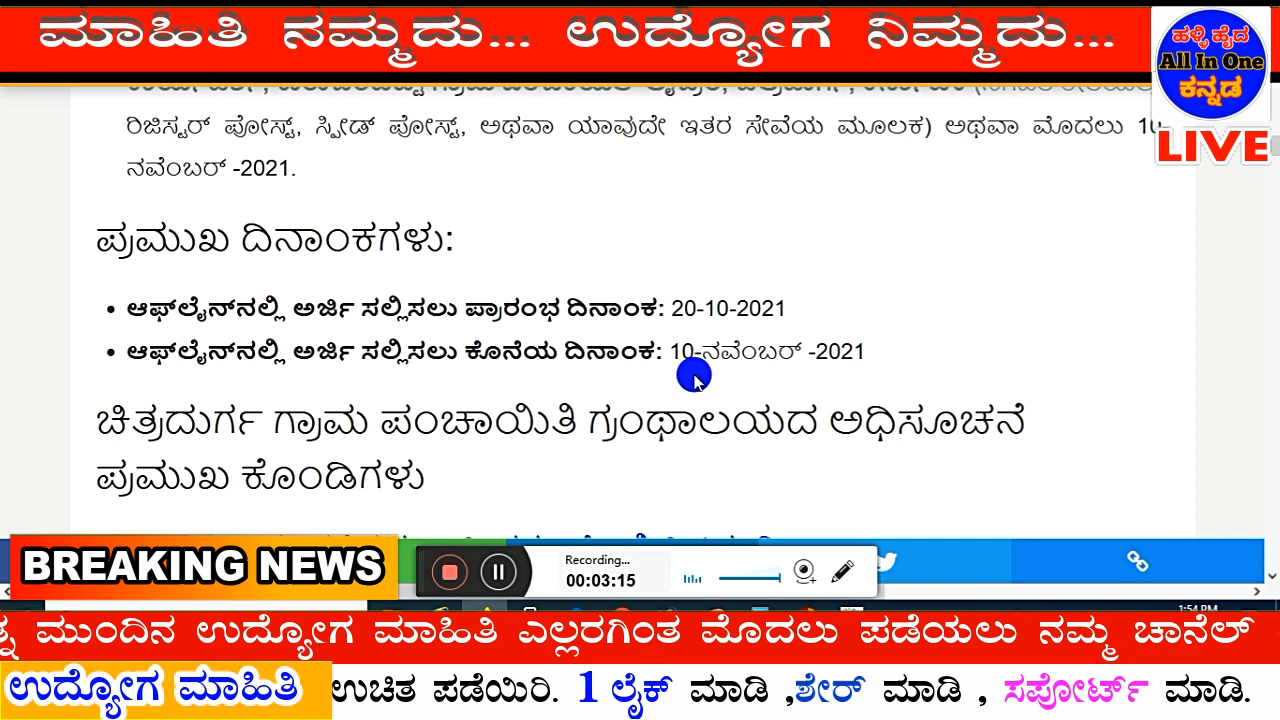 ಮಾಹಿತಿ ನಮ್ಮದು... ಉದ್ಯೋಗ ನಿಮ್ಮದು...
ಹಳ್ಳಿ ಹೈದ
All In One
ಕನ್ನಡ
LIVE
ರಿಜಿಸ್ಟರ್ ಪೋಸ್ಟ್, ಸ್ಪೀಡ್ ಪೋಸ್ಟ್, ಅಥವಾ ಯಾವುದೇ ಇತರ ಸೇವೆಯ ಮೂಲಕ) ಅಥವಾ ಮೊದಲು 10-
ನವೆಂಬರ್ -2021.
ಪ್ರಮುಖ ದಿನಾಂಕಗಳು:
• ಆಫ್‌ಲೈನ್‌ನಲ್ಲಿ ಅರ್ಜಿ ಸಲ್ಲಿಸಲು ಪ್ರಾರಂಭ ದಿನಾಂಕ: 20-10-2021
• ಆಫ್‌ಲೈನ್‌ನಲ್ಲಿ ಅರ್ಜಿ ಸಲ್ಲಿಸಲು ಕೊನೆಯ ದಿನಾಂಕ: 10-ನವೆಂಬರ್ -2021
ಚಿತ್ರದುರ್ಗ ಗ್ರಾಮ ಪಂಚಾಯಿತಿ ಗ್ರಂಥಾಲಯದ ಅಧಿಸೂಚನೆ
ಪ್ರಮುಖ ಕೊಂಡಿಗಳು
BREAKING NEWS
Recording...
00:03:15
1:54 PM
ಮುಂದಿನ ಉದ್ಯೋಗ ಮಾಹಿತಿ ಎಲ್ಲರಗಿಂತ ಮೊದಲು ಪಡೆಯಲು ನಮ್ಮ ಚಾನೆಲ್
ಉದ್ಯೋಗ ಮಾಹಿತಿ ಉಚಿತ ಪಡೆಯಿರಿ. 1 ಲೈಕ್ ಮಾಡಿ ,ಶೇರ್ ಮಾಡಿ , ಸಪೋರ್ಟ್ ಮಾಡಿ.